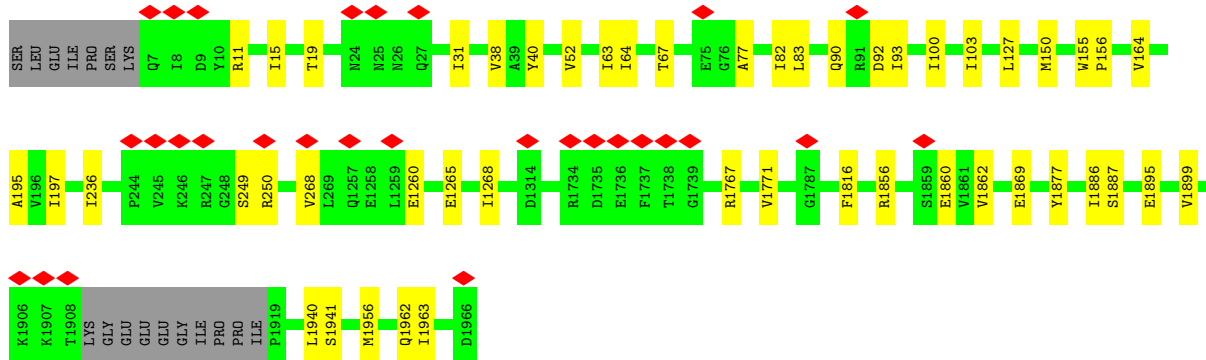 SER LEU GLU ILE PRO SER LYS Q7 I8 D9 Y10 R11 I15 T19 N24 N25 N26 Q27 I31 V38 A39 Y40 V52 I63 I64 T67 E75 G76 A77 I82 L83 Q90 R91 D92 I93 I100 I103 L127 M150 W155 P156 V164
A195 V196 I197 I236 P244 V245 K246 R247 G248 S249 R250 V268 L269 Q1257 E1258 L1259 E1260 E1265 I1268 D1314 R1734 D1735 E1736 F1737 T1738 G1739 R1767 V1771 G1787 F1816 R1856 S1859 E1860 V1861 V1862 E1869 Y1877 I1886 S1887 E1895 V1899
K1906 K1907 T1908 LYS GLY GLU GLU GLU GLY ILE PRO PRO ILE P1919 L1940 S1941 M1956 Q1962 I1963 D1966